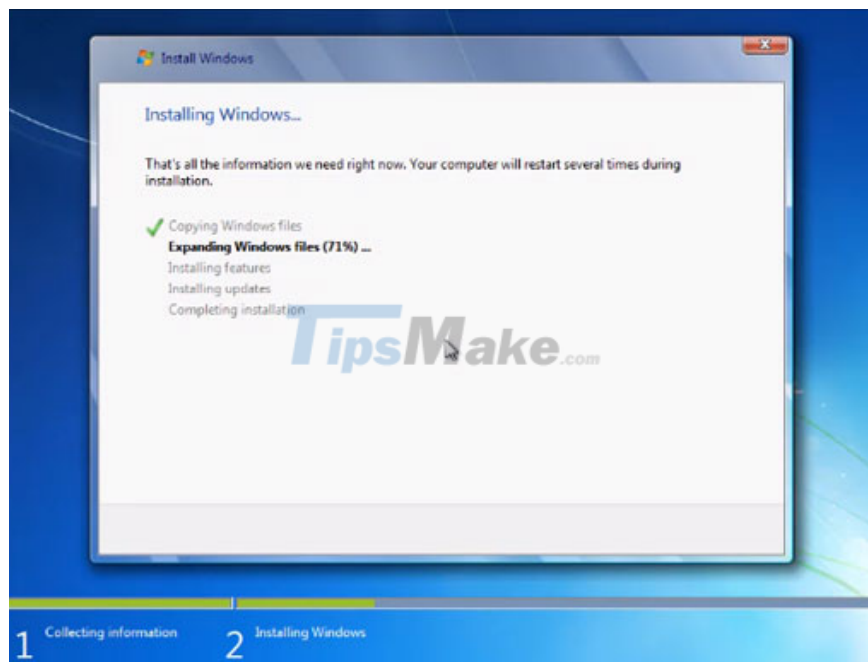 Install Windows
Installing Windows...
That's all the information we need right now. Your computer will restart several times during
installation.
Copying Windows files
Expanding Windows files (71%) ...
Installing features
Installing updates
Completing installation
TipsMake.com
1 Collecting information 2 Installing Windows